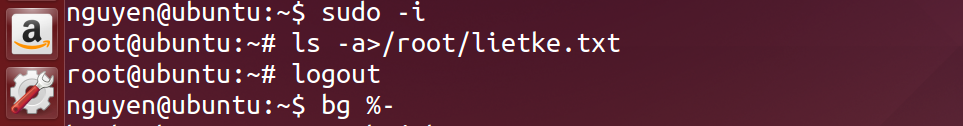 nguyen@ubuntu:~$ sudo -i
root@ubuntu:~# ls -a>/root/lietke.txt
root@ubuntu:~# logout
nguyen@ubuntu:~$ bg %-